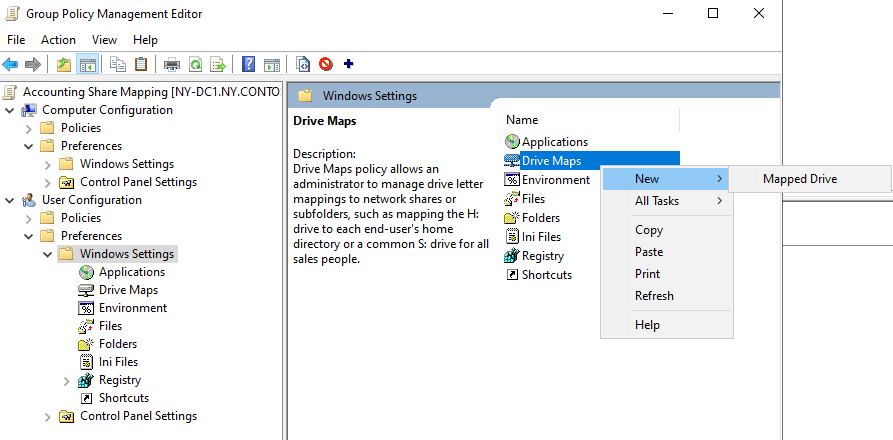 Group Policy Management Editor
File Action View Help
Accounting Share Mapping [NY-DC1.NY.CONTO
Computer Configuration
Policies
Preferences
Windows Settings
Control Panel Settings
User Configuration
Policies
Preferences
Windows Settings
Applications
Drive Maps
Environment
Files
Folders
Ini Files
Registry
Shortcuts
Control Panel Settings
Windows Settings
Drive Maps
Description:
Drive Maps policy allows an
administrator to manage drive letter
mappings to network shares or
subfolders, such as mapping the H:
drive to each end-user's home
directory or a common S: drive for all
sales people.
Name
Applications
Drive Maps
Environment
Files
Folders
Ini Files
Registry
Shortcuts
New
All Tasks
Copy
Paste
Print
Refresh
Help
Mapped Drive